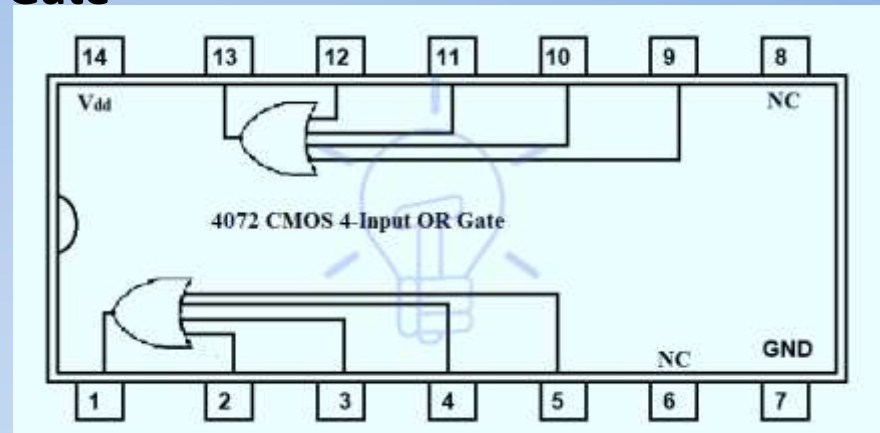 Gate
14 13 12 11 10 9 8
Vdd NC
4072 CMOS 4-Input OR Gate
NC GND
1 2 3 4 5 6 7